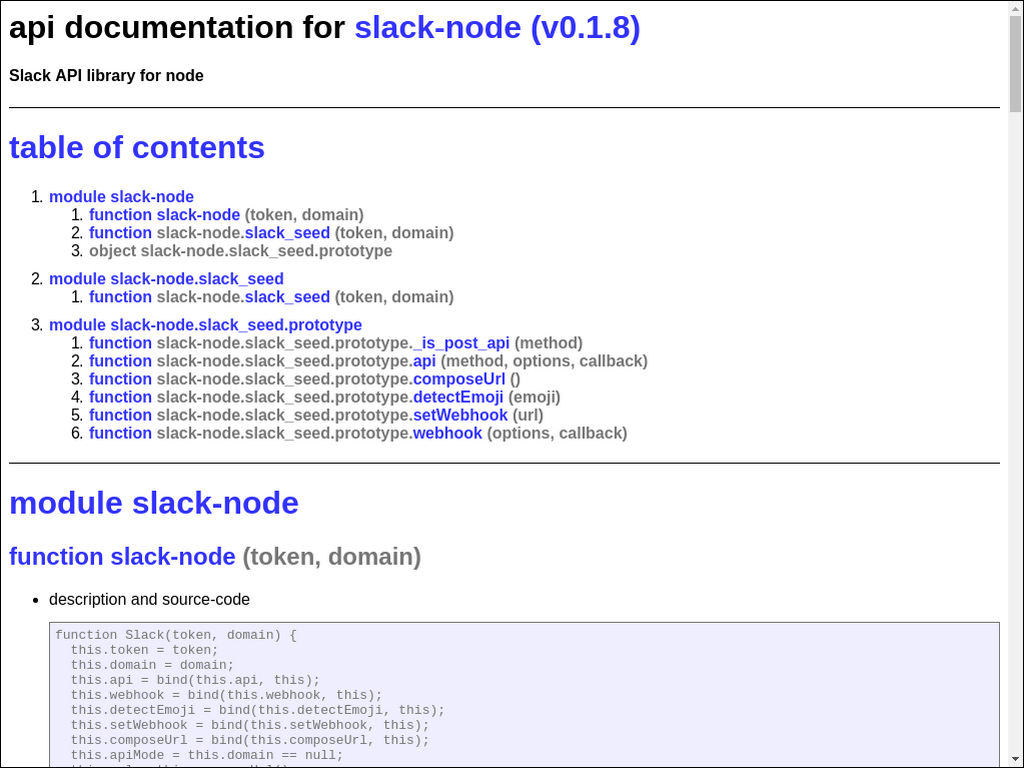 api documentation for slack-node (v0.1.8)
Slack API library for node
table of contents
1. module slack-node
1. function slack-node (token, domain)
2. function slack-node.slack_seed (token, domain)
3. object slack-node.slack_seed.prototype
2. module slack-node.slack_seed
1. function slack-node.slack_seed (token, domain)
3. module slack-node.slack_seed.prototype
1. function slack-node.slack_seed.prototype._is_post_api (method)
2. function slack-node.slack_seed.prototype.api (method, options, callback)
3. function slack-node.slack_seed.prototype.composeUrl ()
4. function slack-node.slack_seed.prototype.detectEmoji (emoji)
5. function slack-node.slack_seed.prototype.setWebhook (url)
6. function slack-node.slack_seed.prototype.webhook (options, callback)
module slack-node
function slack-node (token, domain)
• description and source-code
function Slack(token, domain) {
  this.token = token;
  this.domain = domain;
  this.api = bind(this.api, this);
  this.webhook = bind(this.webhook, this);
  this.detectEmoji = bind(this.detectEmoji, this);
  this.setWebhook = bind(this.setWebhook, this);
  this.composeUrl = bind(this.composeUrl, this);
  this.apiMode = this.domain == null;